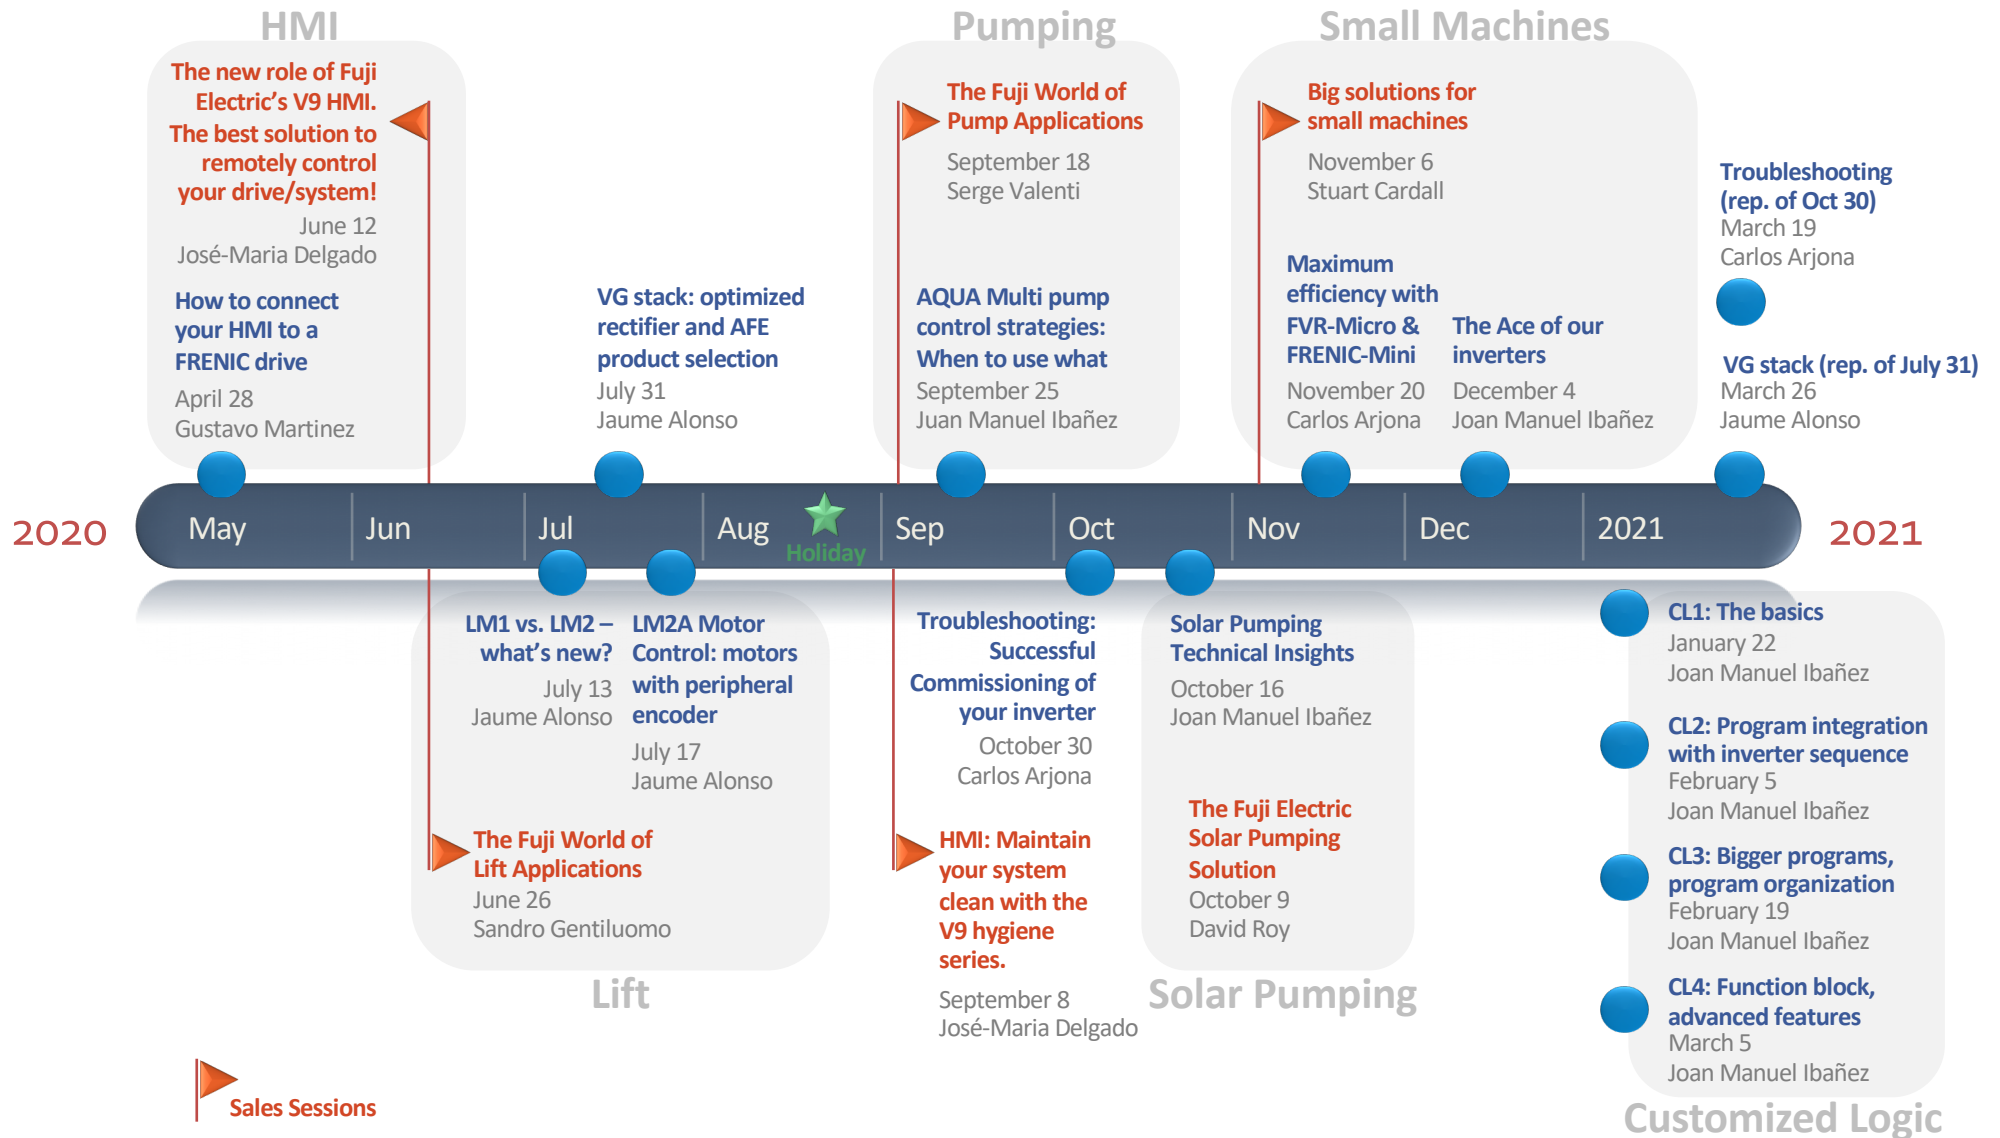 HMI
The new role of Fuji
Electric's V9 HMI.
The best solution to
remotely control
your drive/system!
June 12
José-Maria Delgado
How to connect
your HMI to a
FRENIC drive
April 28
Gustavo Martinez
VG stack: optimized
rectifier and AFE
product selection
July 31
Jaume Alonso
Pumping
The Fuji World of
Pump Applications
September 18
Serge Valenti
AQUA Multi pump
control strategies:
When to use what
September 25
Juan Manuel Ibañez
Small Machines
Big solutions for
small machines
November 6
Stuart Cardall
Maximum
efficiency with
FVR-Micro &
FRENIC-Mini
November 20
Carlos Arjona
The Ace of our
inverters
December 4
Joan Manuel Ibañez
Troubleshooting
(rep. of Oct 30)
March 19
Carlos Arjona
VG stack (rep. of July 31)
March 26
Jaume Alonso
2020
May
Jun
Jul
Aug
Holiday
Sep
Oct
Nov
Dec
2021
2021
LM1 vs. LM2 –
what's new?
July 13
Jaume Alonso
LM2A Motor
Control: motors
with peripheral
encoder
July 17
Jaume Alonso
The Fuji World of
Lift Applications
June 26
Sandro Gentiluomo
Lift
Troubleshooting:
Successful
Commissioning of
your inverter
October 30
Carlos Arjona
HMI: Maintain
your system
clean with the
V9 hygiene
series.
September 8
José-Maria Delgado
Solar Pumping
Technical Insights
October 16
Joan Manuel Ibañez
The Fuji Electric
Solar Pumping
Solution
October 9
David Roy
Solar Pumping
CL1: The basics
January 22
Joan Manuel Ibañez
CL2: Program integration
with inverter sequence
February 5
Joan Manuel Ibañez
CL3: Bigger programs,
program organization
February 19
Joan Manuel Ibañez
CL4: Function block,
advanced features
March 5
Joan Manuel Ibañez
Customized Logic
Sales Sessions